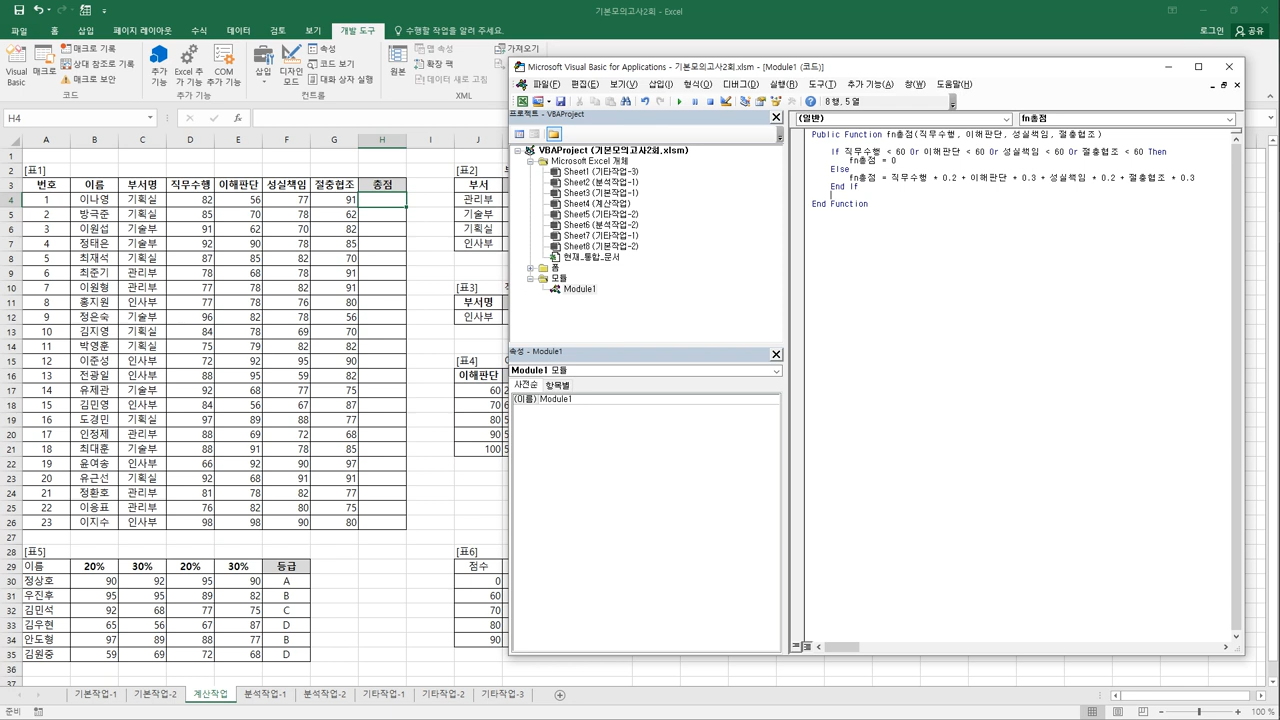 기본모의고사2회 - Excel
파일 홈 삽입 페이지 레이아웃 수식 데이터 검토 보기 개발 도구 수행할 작업을 알려 주세요. 로그인 공유
Visual Basic 매크로 매크로 기록 상대 참조로 기록 매크로 보안 추가 기능 Excel 추가 기능 COM 추가 기능 삽입 디자인 모드 속성 코드 보기 대화 상자 실행 원본 맵 속성 확장 팩 데이터 새로 고침 가져오기
코드 추가 기능 컨트롤 XML
H4
A B C D E F G H I J
[표1] [표2]
번호 이름 부서명 직무수행 이해판단 성실책임 절충협조 총점 부서
1 이나영 기획실 82 56 77 91 관리부
2 방극준 기획실 85 70 78 62 기술부
3 이원섭 기술부 91 62 70 82 기획실
4 정태은 기술부 92 90 78 85 인사부
5 최재석 기획실 87 85 82 70
6 최준기 관리부 78 68 78 91
7 이원형 관리부 77 78 82 91 [표3]
8 홍지원 인사부 77 78 76 80 부서명
9 정은숙 기술부 96 82 78 56 인사부
10 김지영 기획실 84 78 69 70
11 박영훈 기획실 75 79 82 82
12 이준성 인사부 72 92 95 90 [표4]
13 전광일 인사부 88 95 59 82 이해판단
14 유제관 기술부 92 68 77 75 60
15 김민영 인사부 84 56 67 87 70
16 도경민 기획실 97 89 88 77 80
17 인정제 관리부 88 69 72 68 90
18 최대훈 기술부 88 91 78 85 100
19 윤여송 인사부 66 92 90 97
20 유근선 기획실 92 68 91 91
21 정환호 관리부 81 78 82 77
22 이응표 관리부 76 82 80 75
23 이지수 인사부 98 98 90 80
[표5] [표6]
이름 20% 30% 20% 30% 등급 점수
정상호 90 92 95 90 A 0
우진후 95 95 89 82 B 60
김민석 92 68 77 75 C 70
김우현 65 56 67 87 D 80
안도형 97 89 88 77 B 90
김원중 59 69 72 68 D
기본작업-1 기본작업-2 계산작업 분석작업-1 분석작업-2 기타작업-1 기타작업-2 기타작업-3
준비 100 %
Microsoft Visual Basic for Applications - 기본모의고사2회.xlsm - [Module1 (코드)]
파일(F) 편집(E) 보기(V) 삽입(I) 형식(O) 디버그(D) 실행(R) 도구(T) 추가 기능(A) 창(W) 도움말(H)
8행, 5열
프로젝트 - VBAProject
VBAProject (기본모의고사2회.xlsm)
Microsoft Excel 개체
Sheet1 (기타작업-3)
Sheet2 (분석작업-1)
Sheet3 (기본작업-1)
Sheet4 (계산작업)
Sheet5 (기타작업-2)
Sheet6 (분석작업-2)
Sheet7 (기타작업-1)
Sheet8 (기본작업-2)
현재_통합_문서
폼
모듈
Module1
속성 - Module1
Module1 모듈
사전순 항목별
(이름) Module1
(일반) fn총점
Public Function fn총점(직무수행, 이해판단, 성실책임, 절충협조)
If 직무수행 < 60 Or 이해판단 < 60 Or 성실책임 < 60 Or 절충협조 < 60 Then
fn총점 = 0
Else
fn총점 = 직무수행 * 0.2 + 이해판단 * 0.3 + 성실책임 * 0.2 + 절충협조 * 0.3
End If
End Function